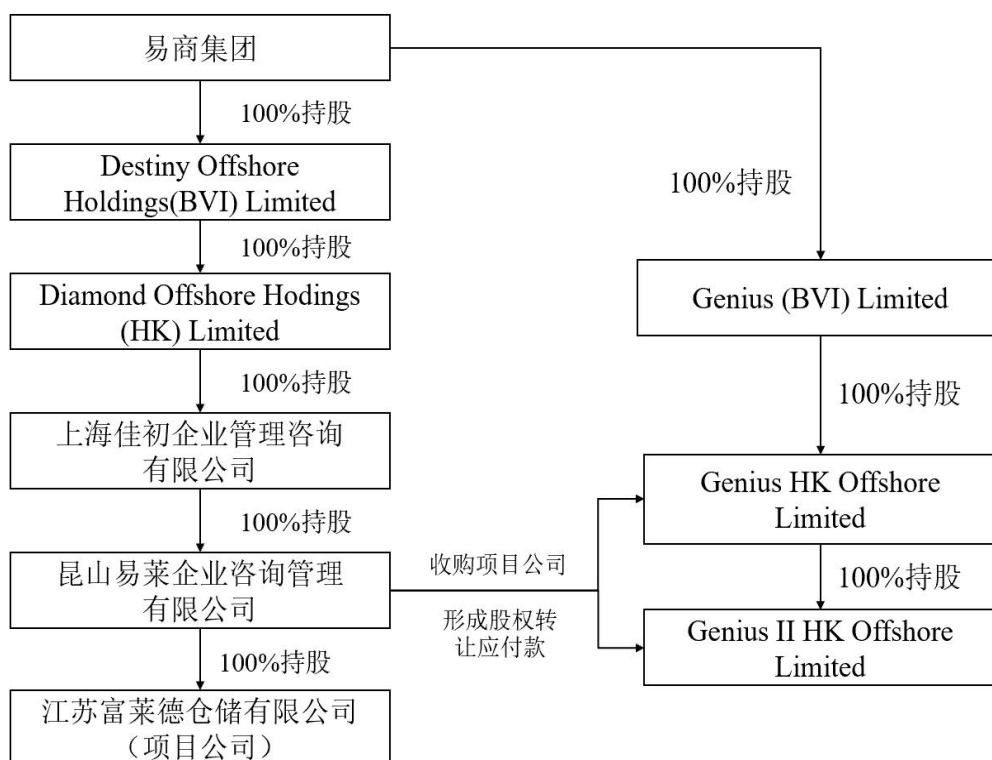 易商集团
100%持股
Destiny Offshore
Holdings(BVI) Limited
100%持股
Diamond Offshore Hodings
(HK) Limited
100%持股
上海佳初企业管理咨询
有限公司
100%持股
昆山易莱企业咨询管理
有限公司
100%持股
江苏富莱德仓储有限公司
（项目公司）
收购项目公司
形成股权转
让应付款
100%持股
Genius (BVI) Limited
100%持股
Genius HK Offshore
Limited
100%持股
Genius II HK Offshore
Limited